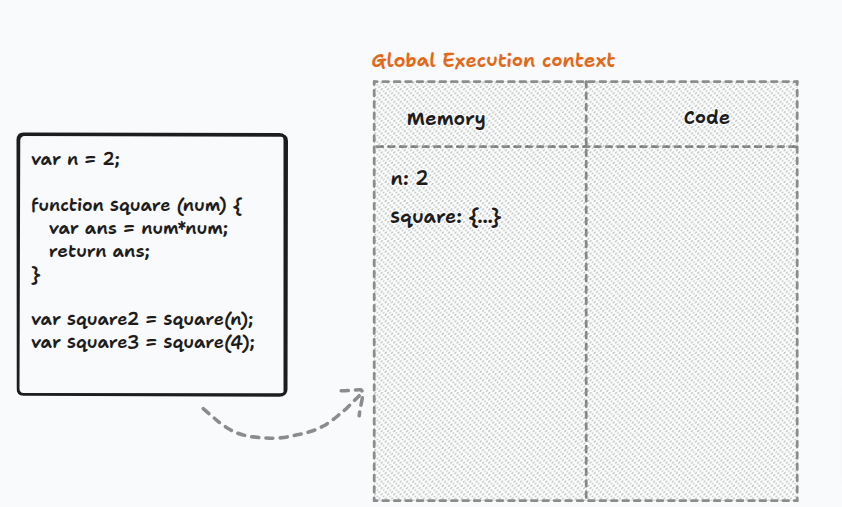 Global Execution context
Memory
Code
var n = 2;
function square (num) {
var ans = num*num;
return ans;
}
var square2 = square(n);
var square3 = square(4);
n: 2
square: {...}